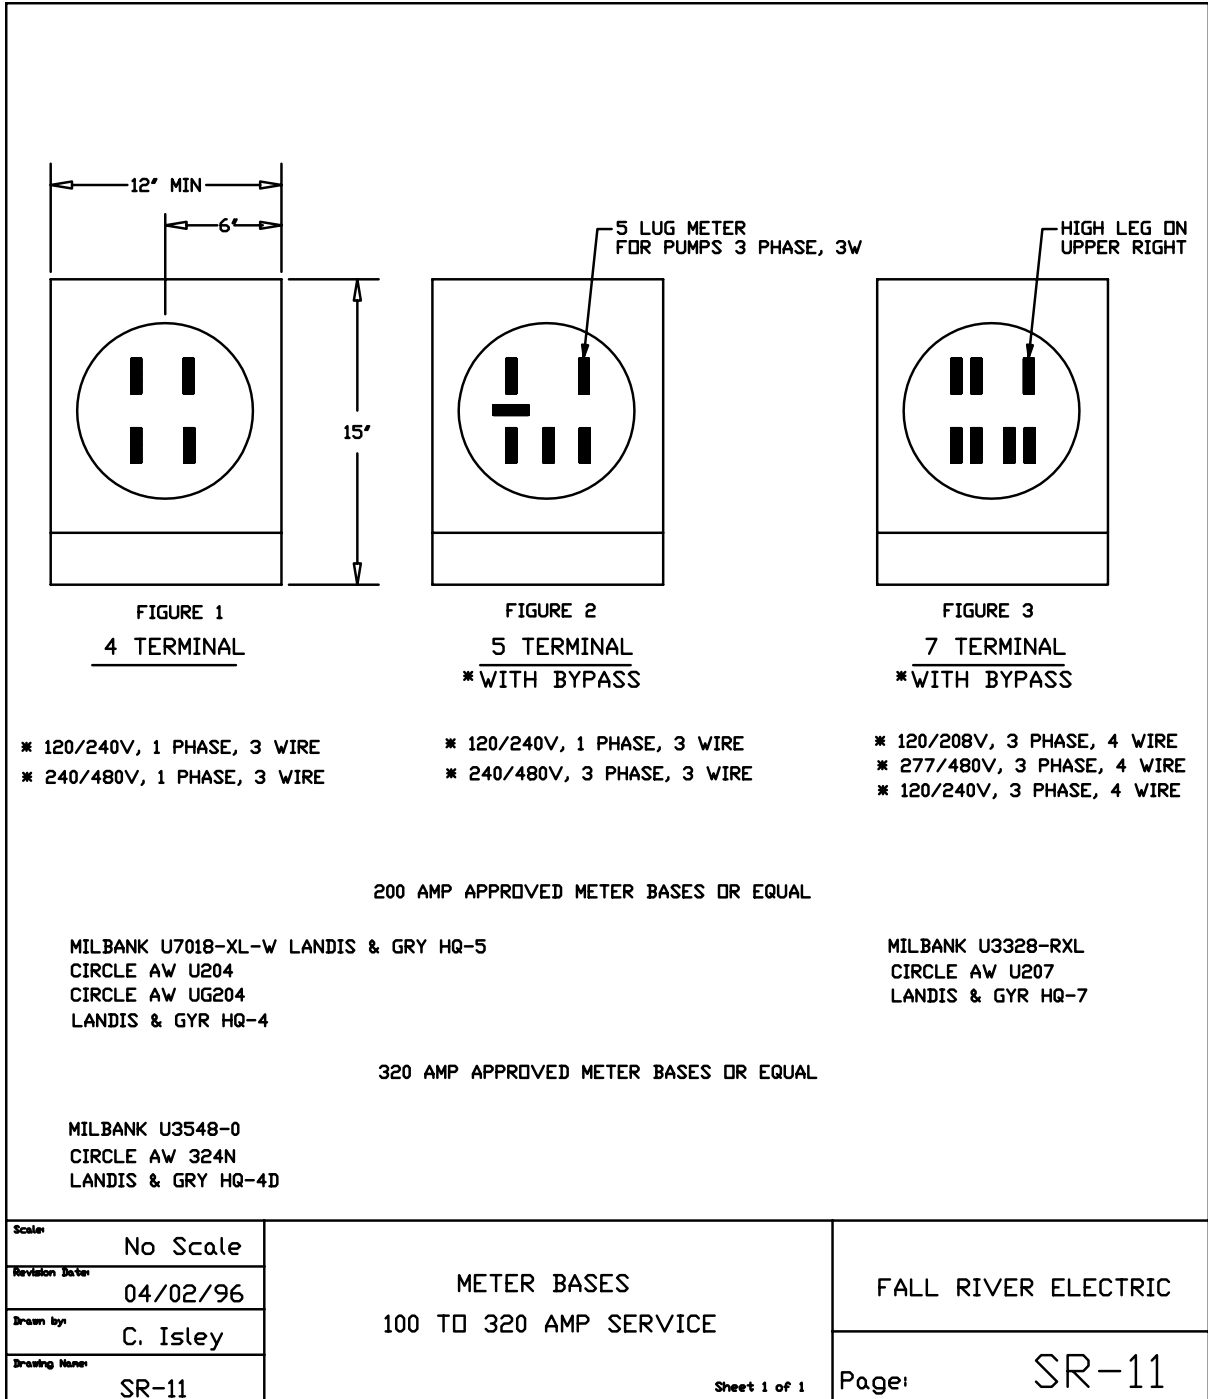 12" MIN
6"
5 LUG METER
FOR PUMPS 3 PHASE, 3W
HIGH LEG ON
UPPER RIGHT
15"
FIGURE 1
4 TERMINAL
FIGURE 2
5 TERMINAL
*WITH BYPASS
FIGURE 3
7 TERMINAL
*WITH BYPASS
* 120/240V, 1 PHASE, 3 WIRE
* 240/480V, 1 PHASE, 3 WIRE
* 120/240V, 1 PHASE, 3 WIRE
* 240/480V, 3 PHASE, 3 WIRE
* 120/208V, 3 PHASE, 4 WIRE
* 277/480V, 3 PHASE, 4 WIRE
* 120/240V, 3 PHASE, 4 WIRE
200 AMP APPROVED METER BASES OR EQUAL
MILBANK U7018-XL-W LANDIS & GRY HQ-5
CIRCLE AW U204
CIRCLE AW UG204
LANDIS & GYR HQ-4
MILBANK U3328-RXL
CIRCLE AW U207
LANDIS & GYR HQ-7
320 AMP APPROVED METER BASES OR EQUAL
MILBANK U3548-0
CIRCLE AW 324N
LANDIS & GRY HQ-4D
Scale:
No Scale
Revision Date:
04/02/96
Drawn by:
C. Isley
Drawing Name:
SR-11
METER BASES
100 TO 320 AMP SERVICE
Sheet 1 of 1
FALL RIVER ELECTRIC
Page: SR-11